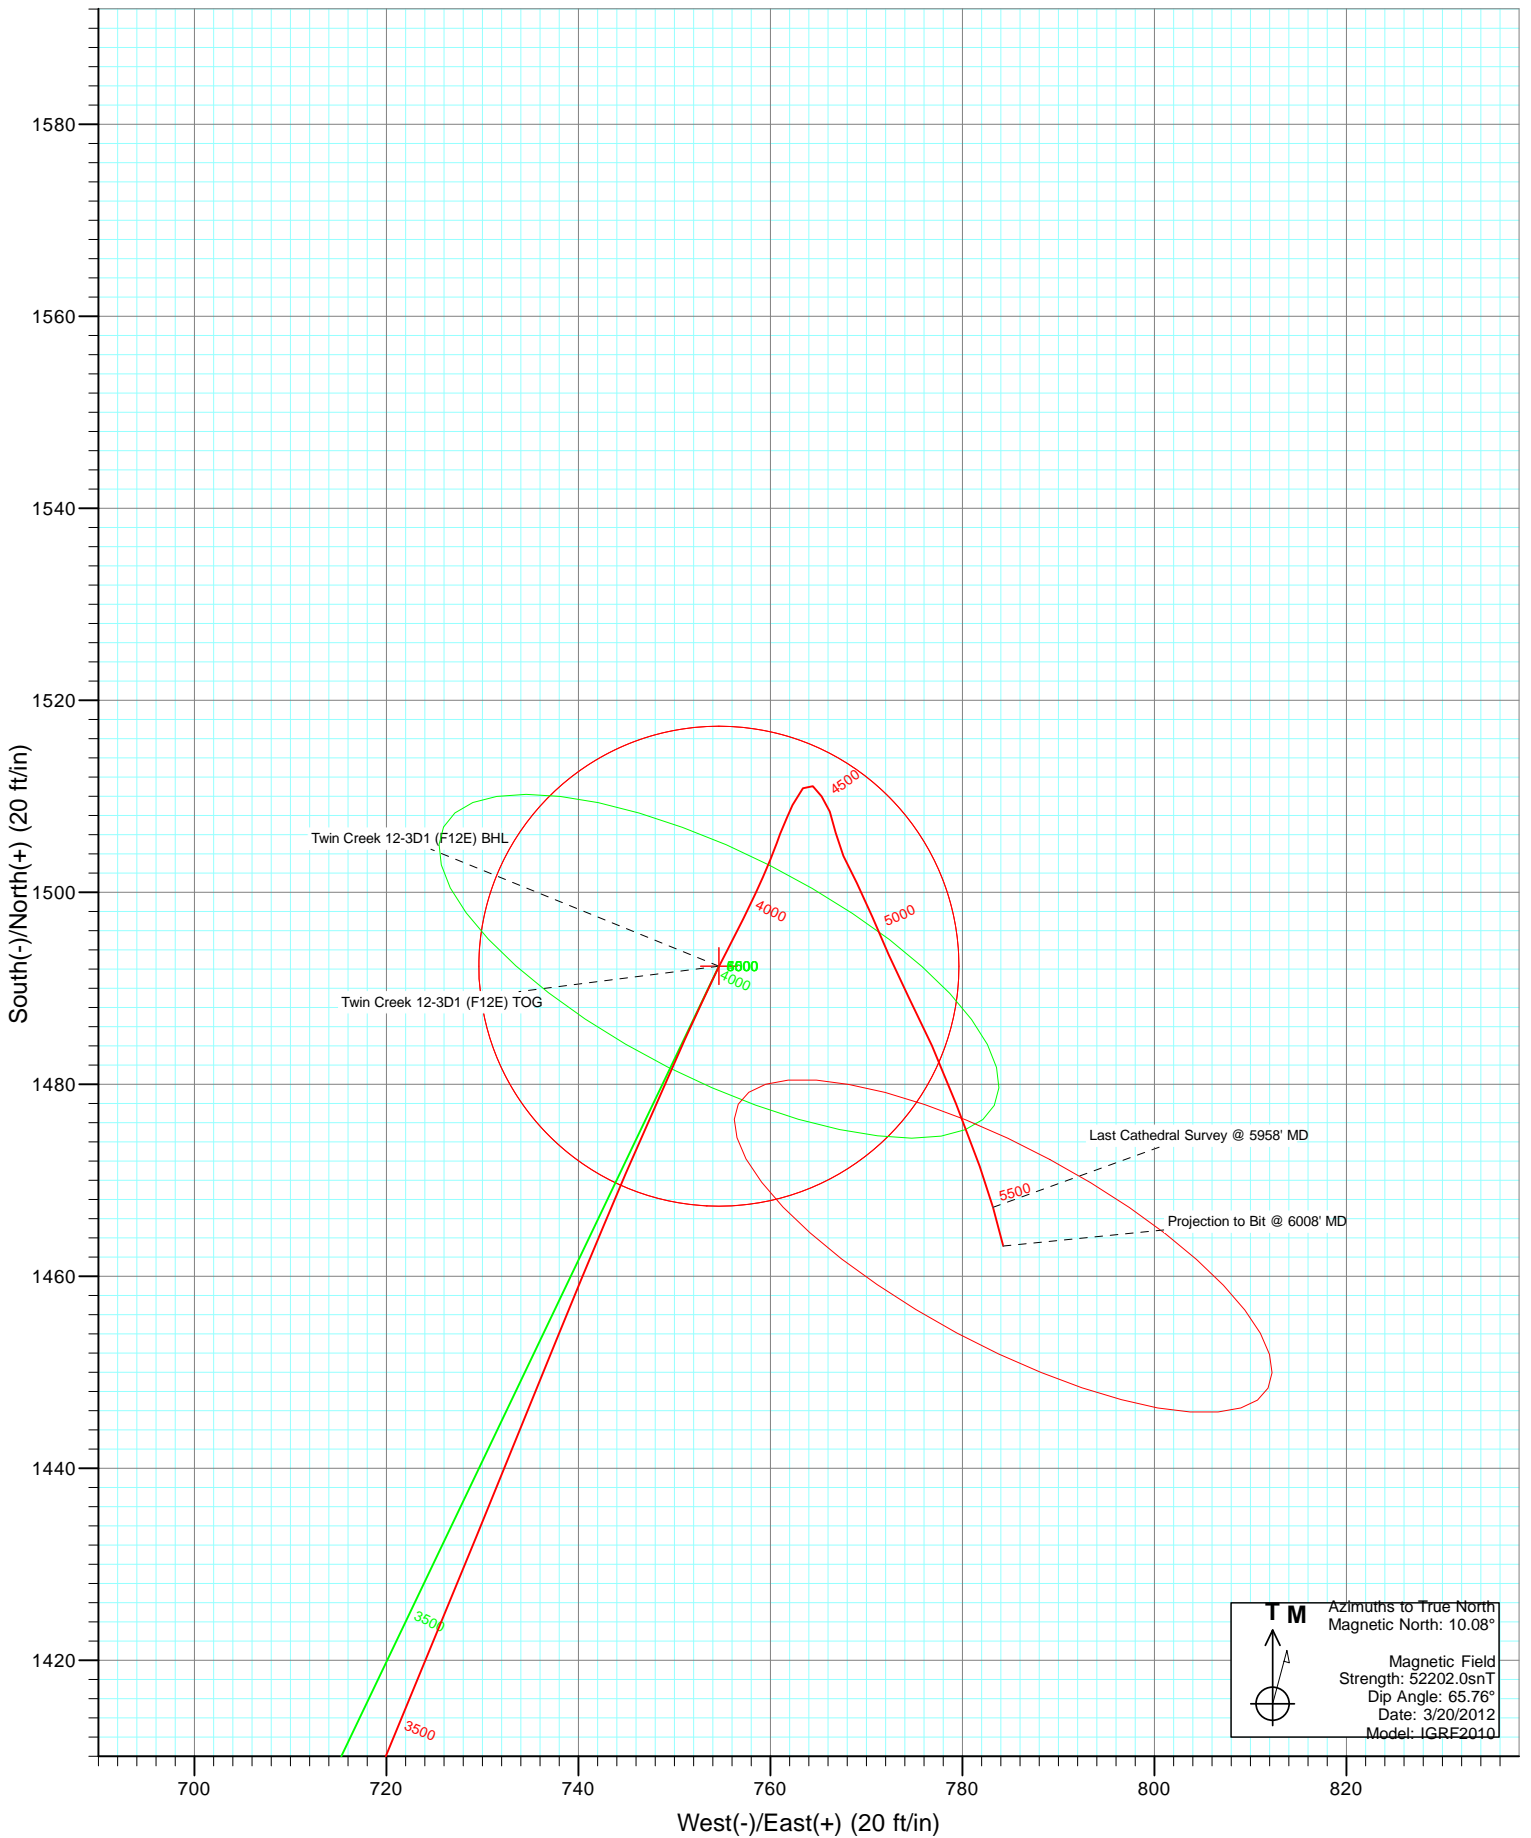 1580
1560
1540
1520
1500
1480
1460
1440
1420
South(-)/North(+) (20 ft/in)
700
720
740
760
780
800
820
West(-)/East(+) (20 ft/in)
4500
Twin Creek 12-3D1 (F12E) BHL
4000
5000
4000
Twin Creek 12-3D1 (F12E) TOG
Last Cathedral Survey @ 5958' MD
5500
Projection to Bit @ 6008' MD
3500
3500
T M
Azimuths to True North
Magnetic North: 10.08°
Magnetic Field
Strength: 52202.0snT
Dip Angle: 65.76°
Date: 3/20/2012
Model: IGRF2010